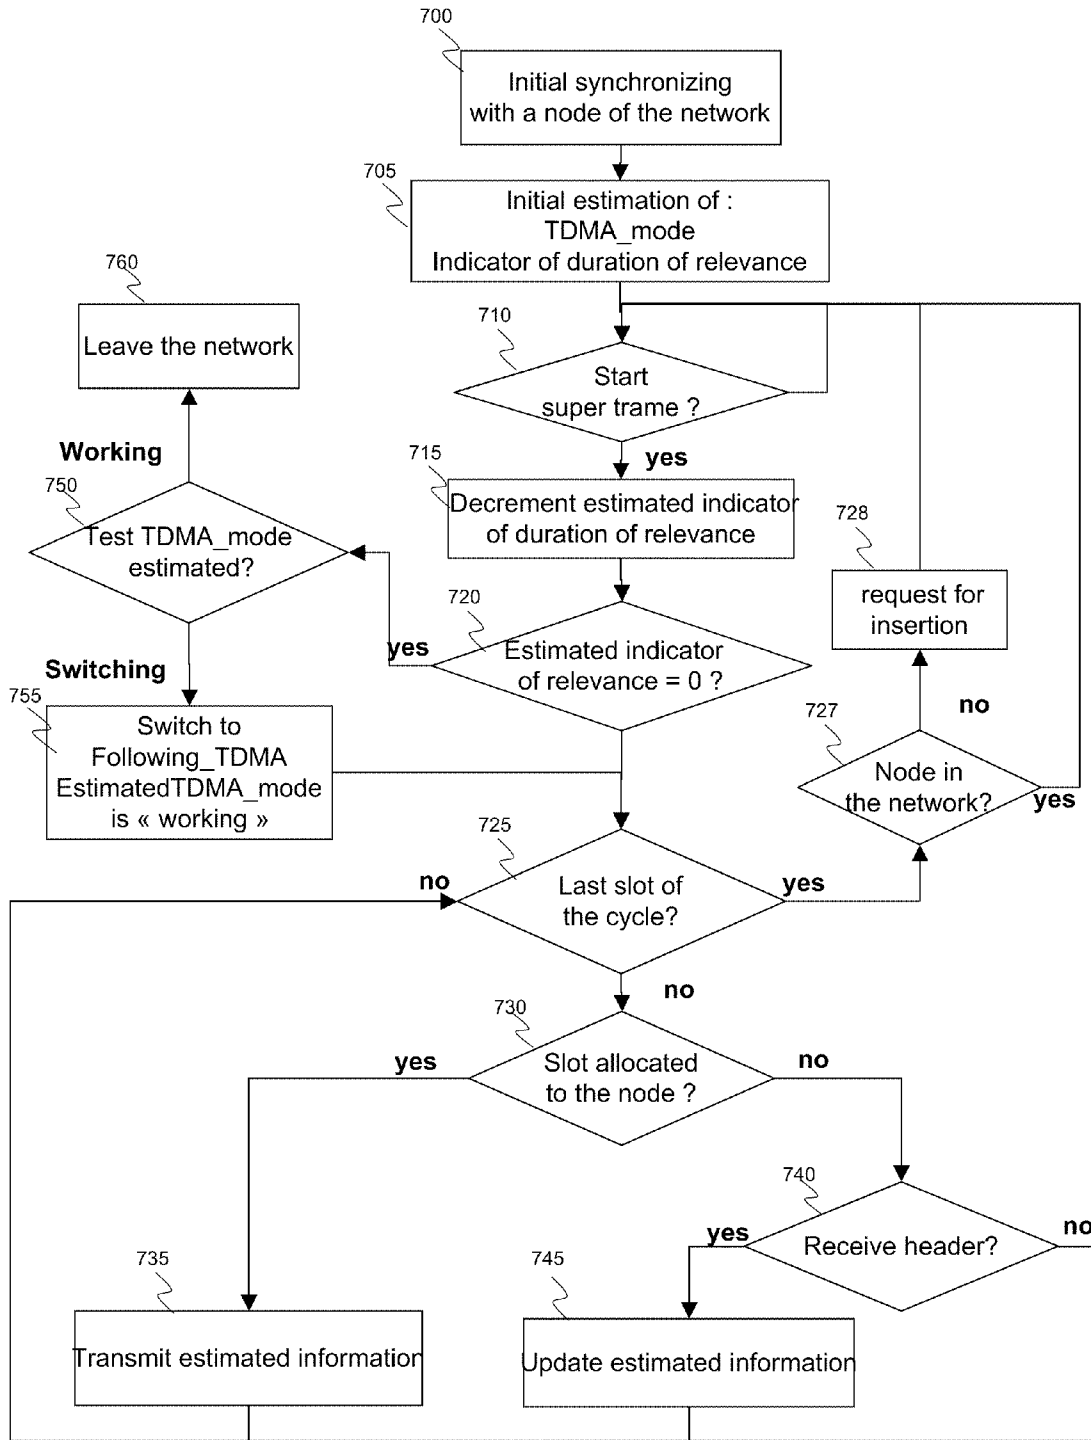 700
Initial synchronizing
with a node of the network
705
Initial estimation of :
TDMA_mode
Indicator of duration of relevance
760
Leave the network
710
Start
super trame ?
yes
Working
715
Decrement estimated indicator
of duration of relevance
750
Test TDMA_mode
estimated?
728
request for
insertion
720
yes
Estimated indicator
of relevance = 0 ?
Switching
755
Switch to
Following_TDMA
EstimatedTDMA_mode
is « working »
no
727
Node in
the network?
yes
725
no
Last slot of
the cycle?
yes
no
730
yes
Slot allocated
to the node ?
no
740
yes
Receive header?
no
735
Transmit estimated information
745
Update estimated information